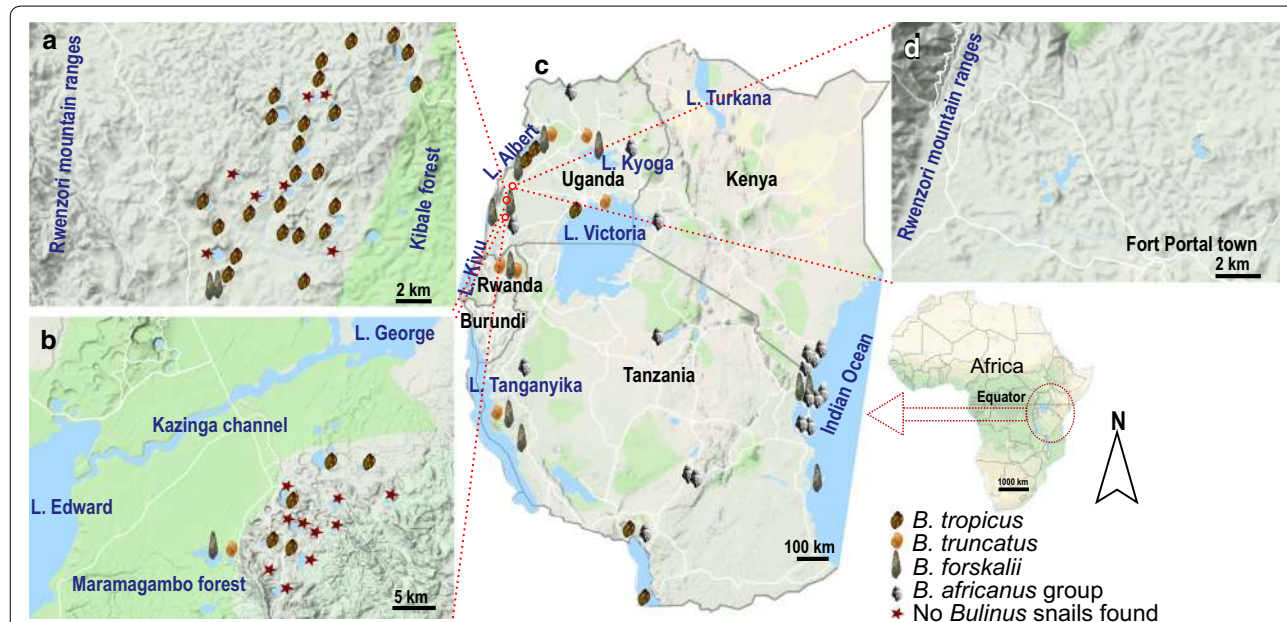 a
Rwenzori mountain ranges
Kibale forest
2 km
b
L. George
Kazinga channel
L. Edward
Maramagambo forest
5 km
c
L. Turkana
L. Albert
L. Kyoga
Uganda
Kenya
L. Victoria
L. Kivu
Rwanda
Burundi
L. Tanganyika
Tanzania
Indian Ocean
100 km
d
Rwenzori mountain ranges
Fort Portal town
2 km
Africa
Equator
1000 km
N
B. tropicus
B. truncatus
B. forskalii
B. africanus group
No Bulinus snails found